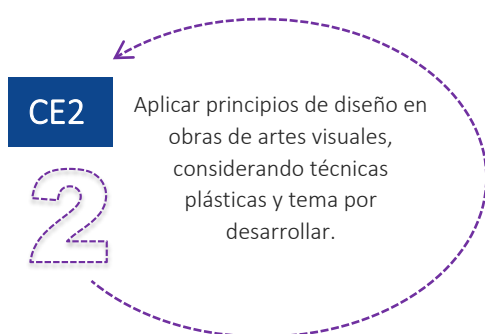 CE2
2
Aplicar principios de diseño en
obras de artes visuales,
considerando técnicas
plásticas y tema por
desarrollar.